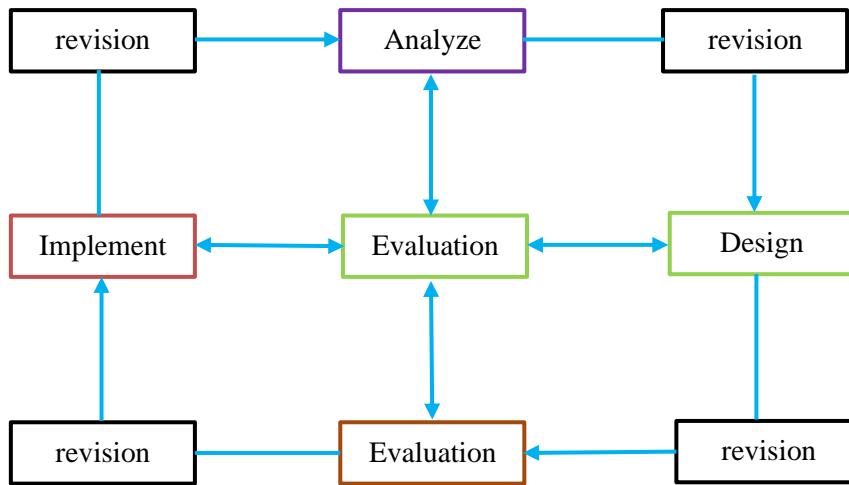 revision
Analyze
revision
Implement
Evaluation
Design
revision
Evaluation
revision